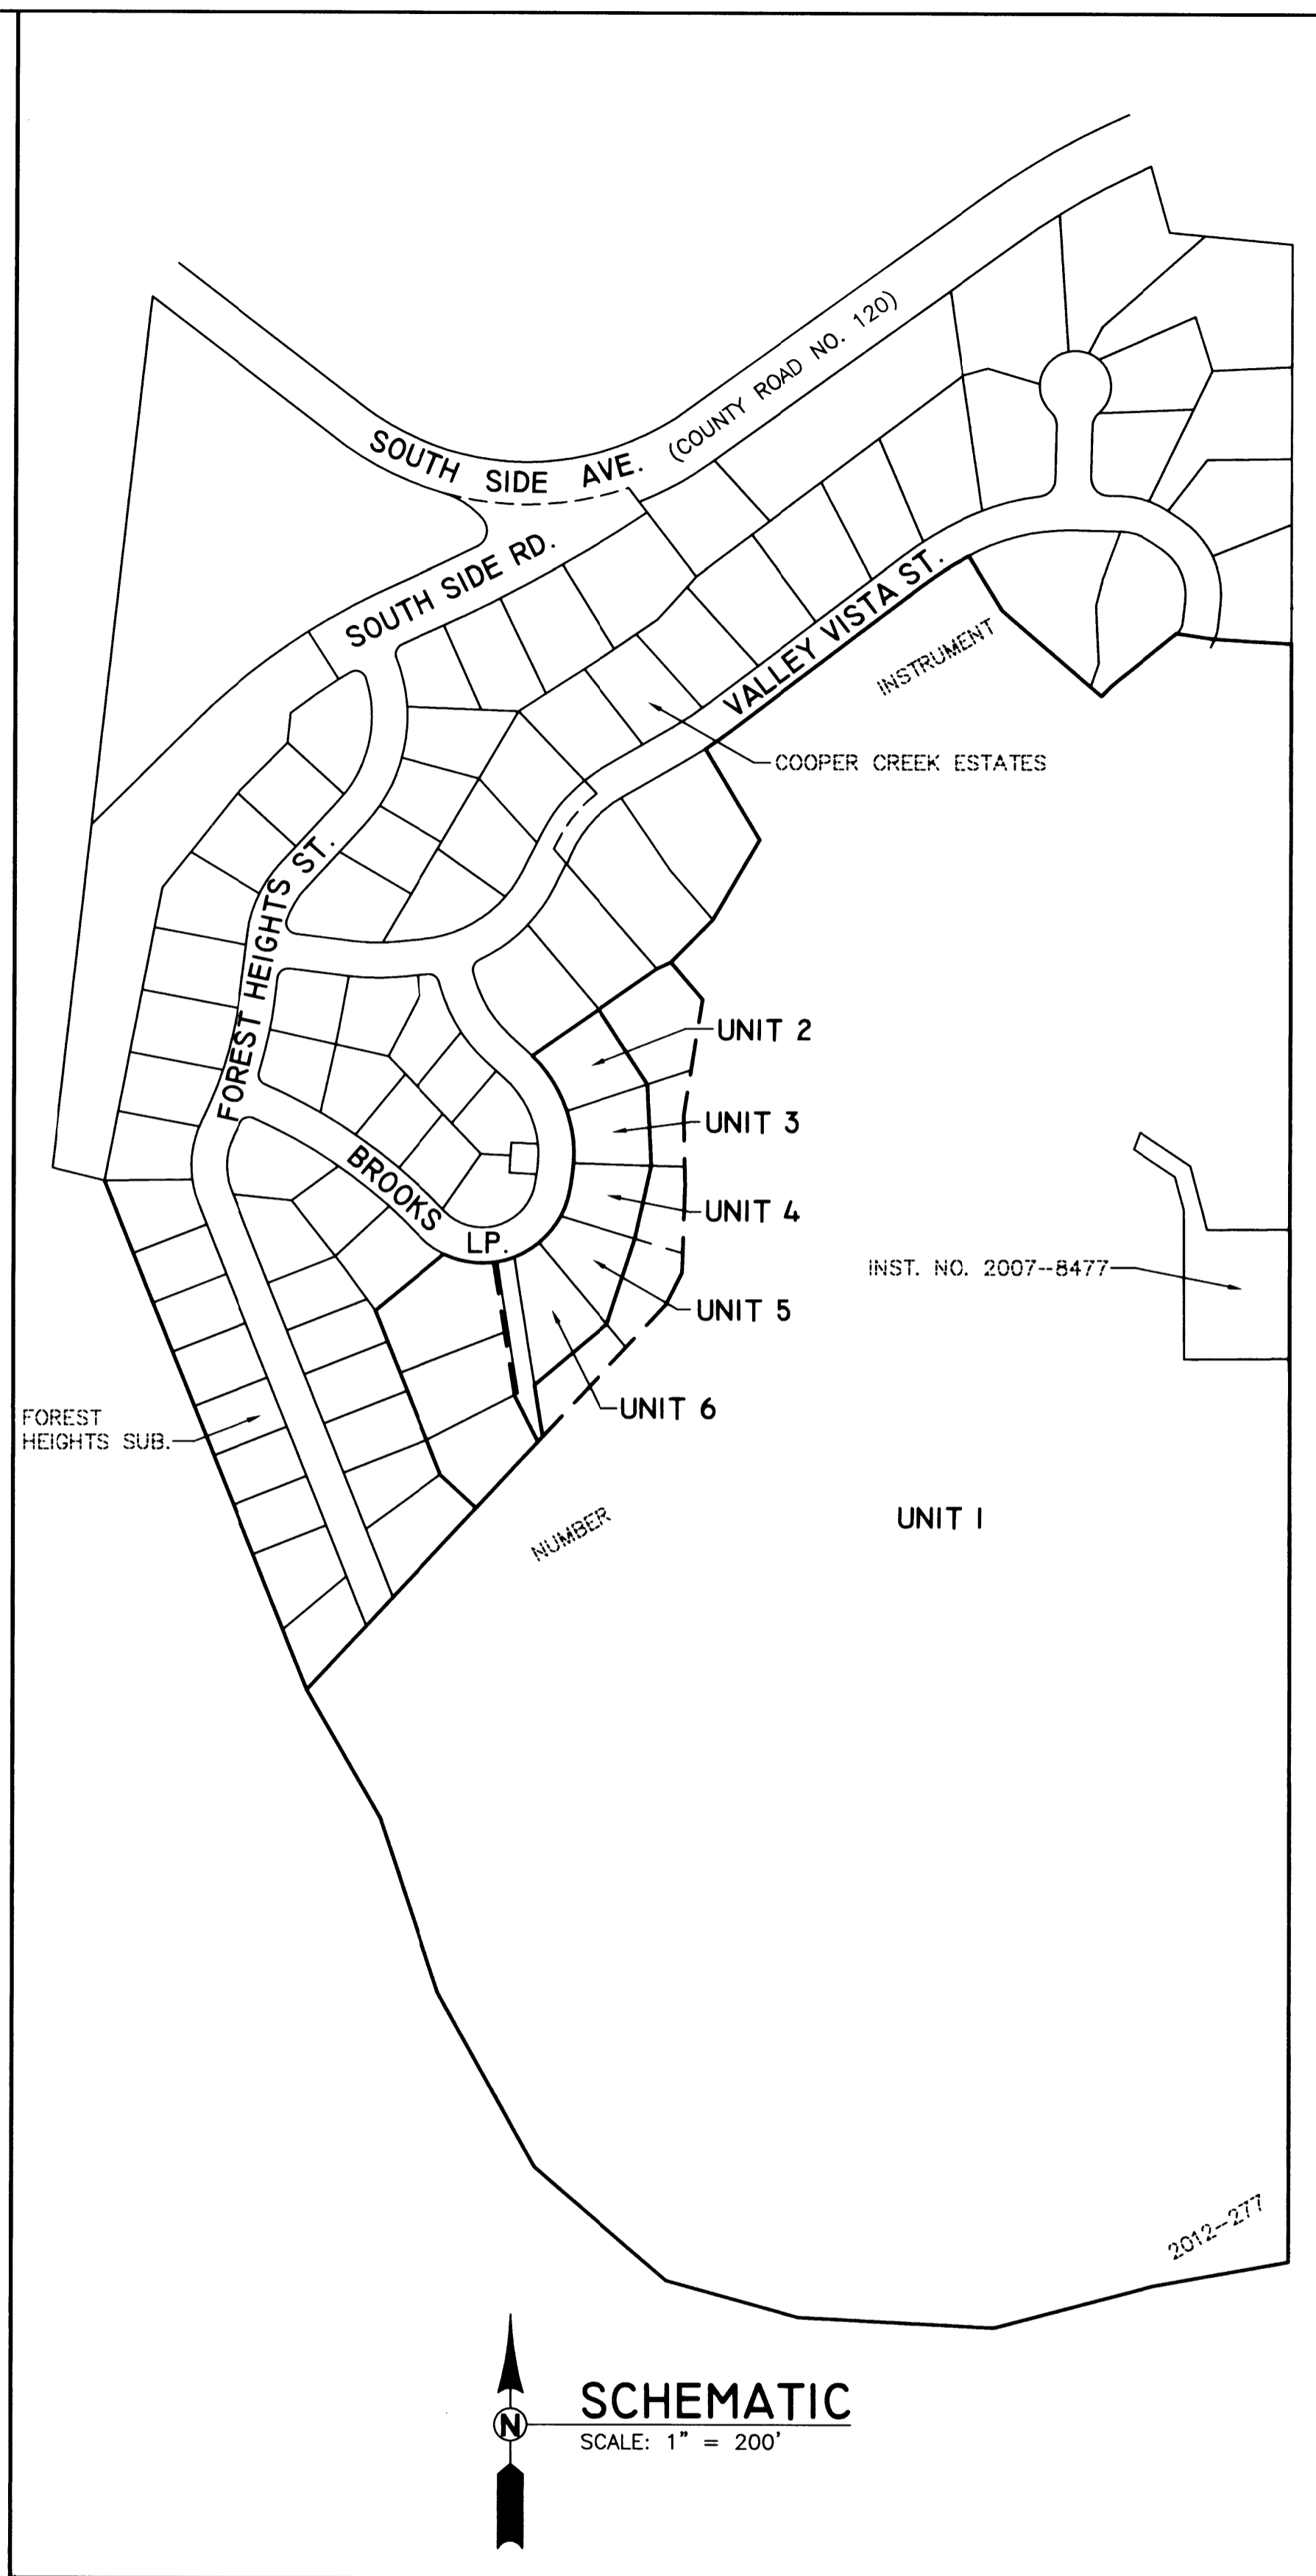 SOUTH SIDE AVE. (COUNTY ROAD NO. 120)
SOUTH SIDE RD.
VALLEY VISTA ST.
INSTRUMENT
COOPER CREEK ESTATES
FOREST HEIGHTS ST.
UNIT 2
UNIT 3
BROOKS
LP.
UNIT 4
INST. NO. 2007--8477
UNIT 5
UNIT 6
FOREST
HEIGHTS SUB.
NUMBER
UNIT 1
2012--277
N
SCHEMATIC
SCALE: 1" = 200'